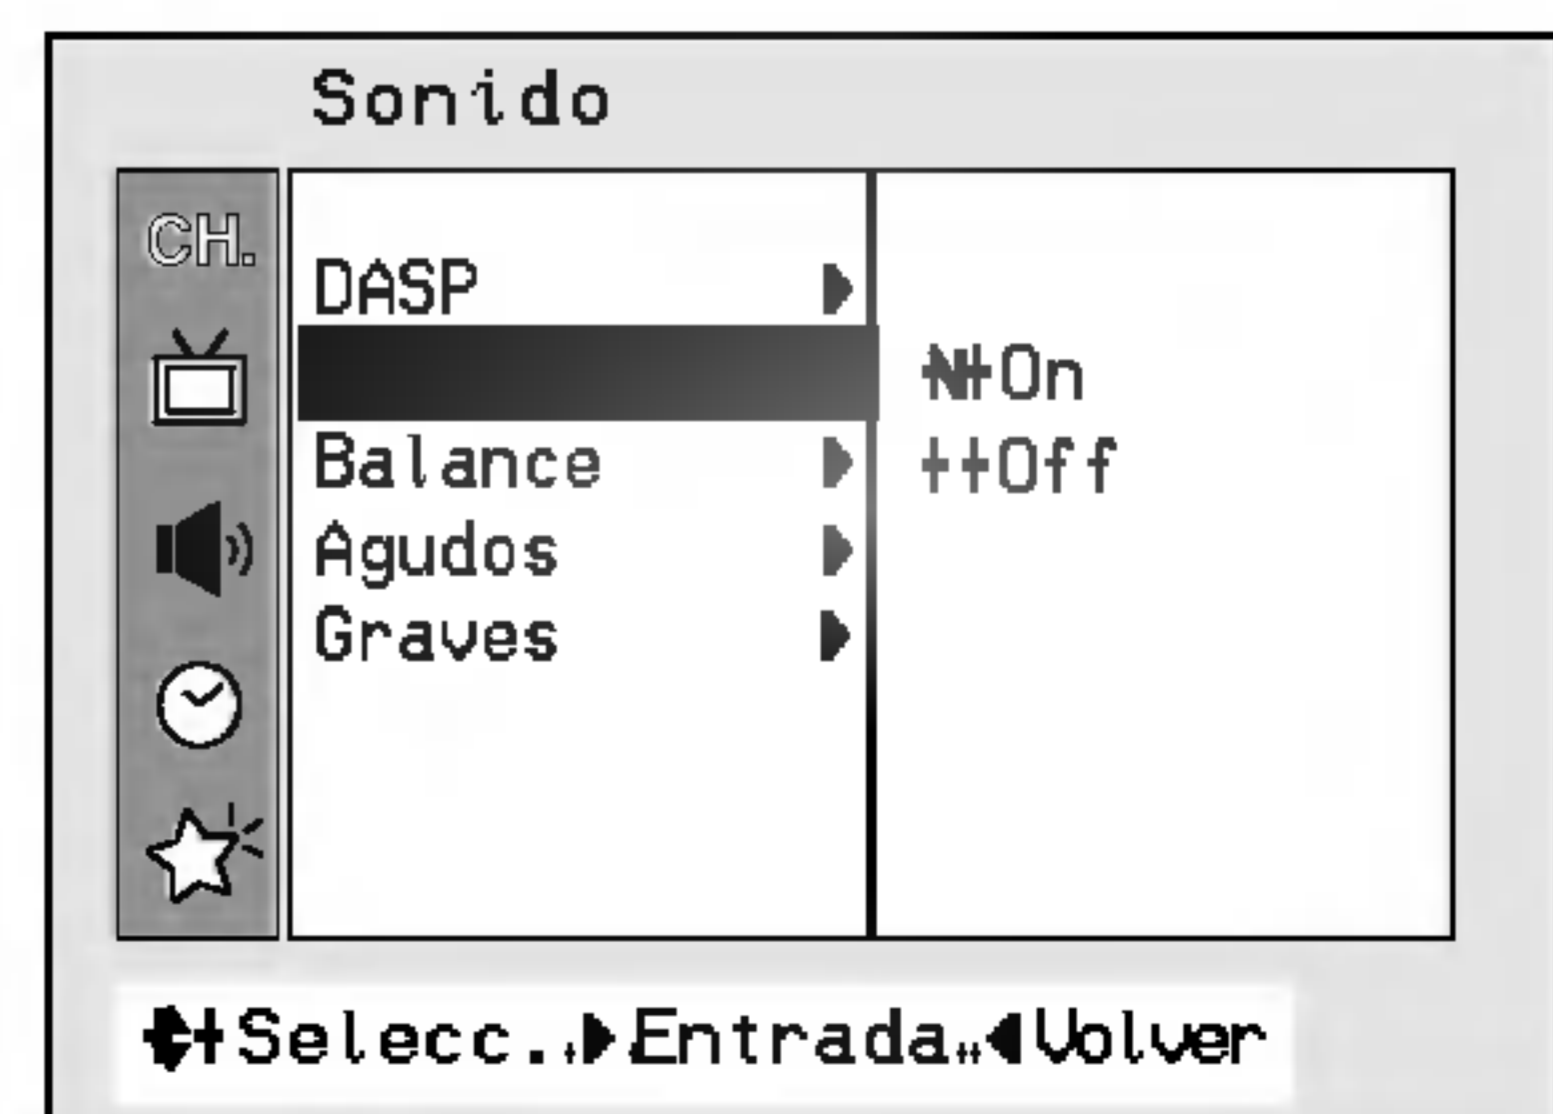 Sonido
CH.
DASP
On
Balance
Off
Agudos
Graves
Selecc. Entrada Volver